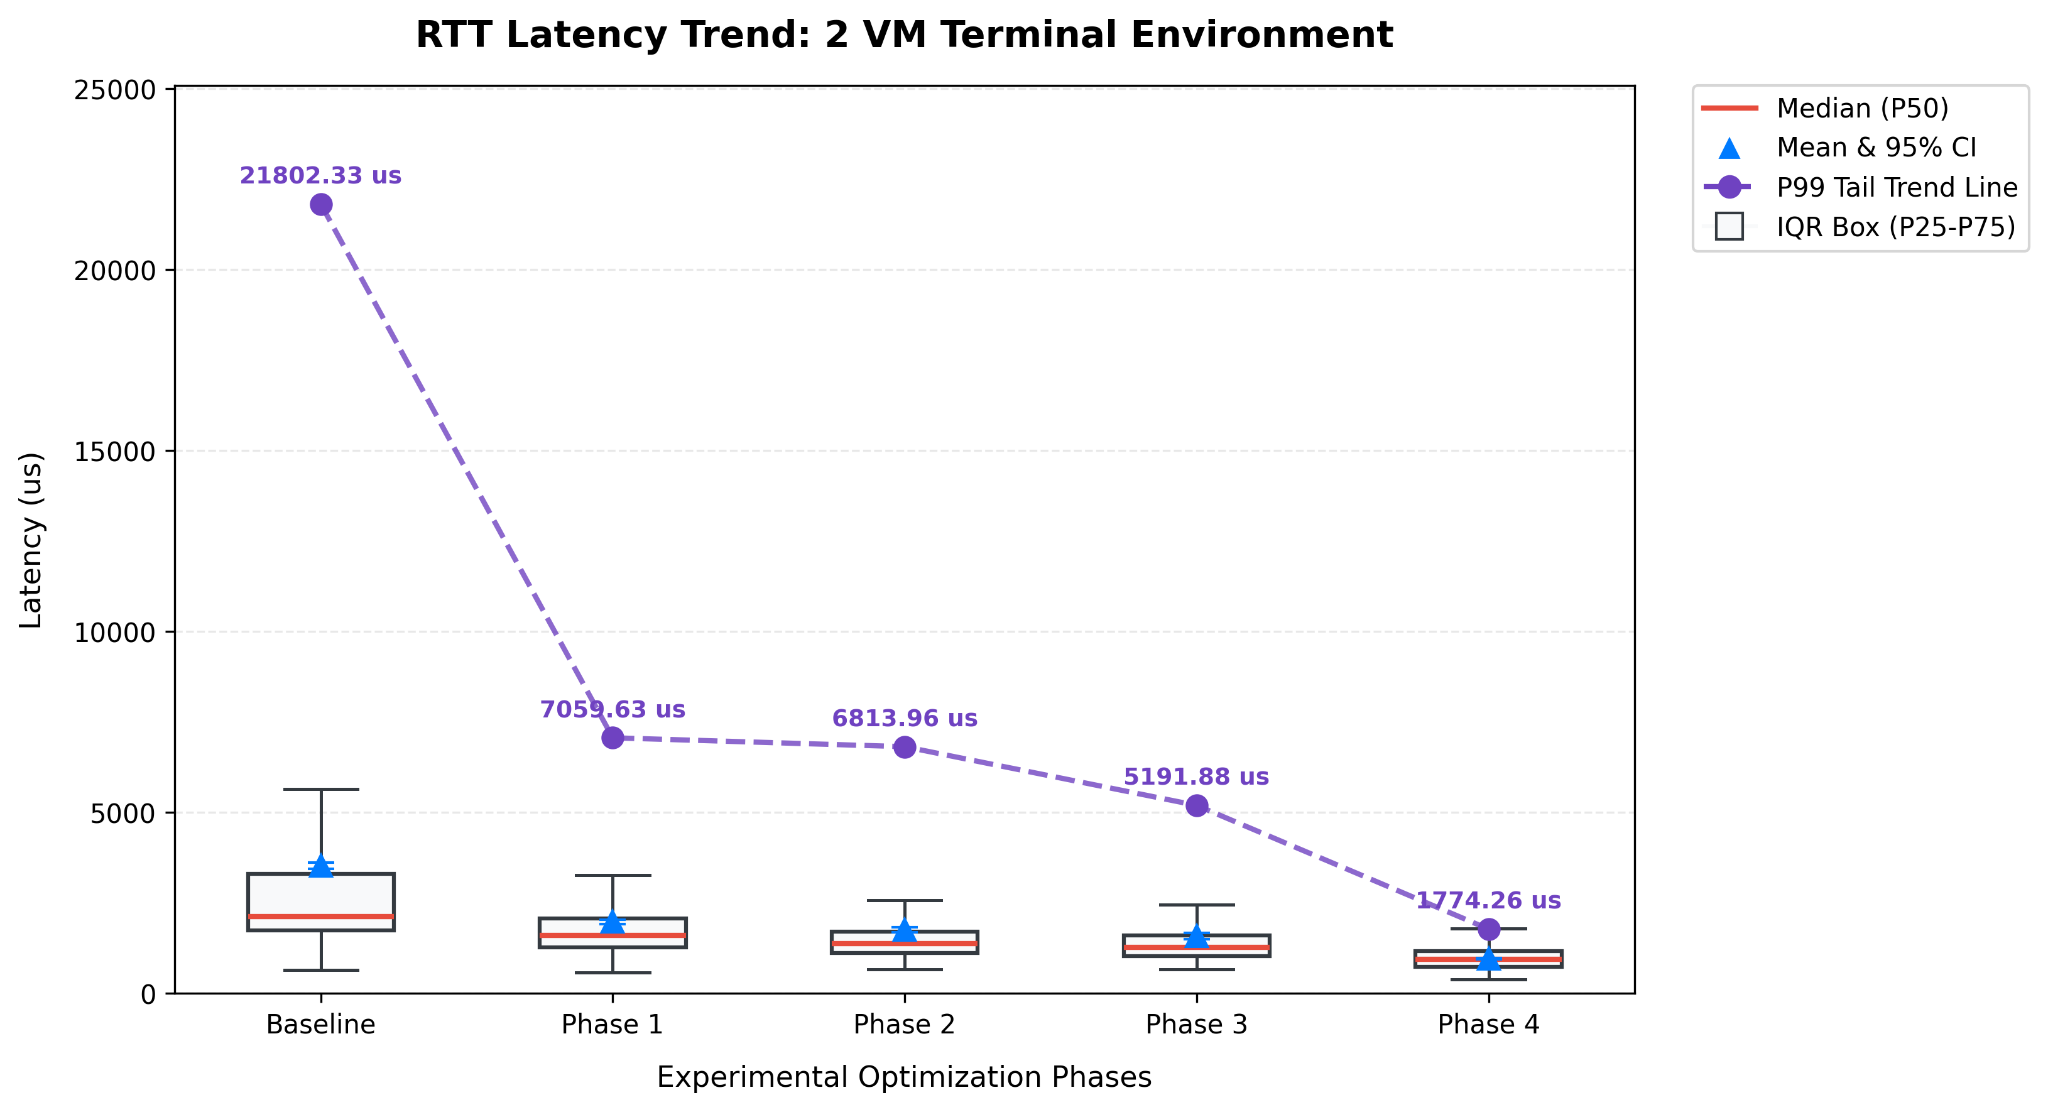 RTT Latency Trend: 2 VM Terminal Environment
25000
20000
15000
10000
5000
0
Latency (us)
21802.33 us
7059.63 us
6813.96 us
5191.88 us
1774.26 us
Baseline
Phase 1
Phase 2
Phase 3
Phase 4
Experimental Optimization Phases
Median (P50)
Mean & 95% CI
P99 Tail Trend Line
IQR Box (P25-P75)